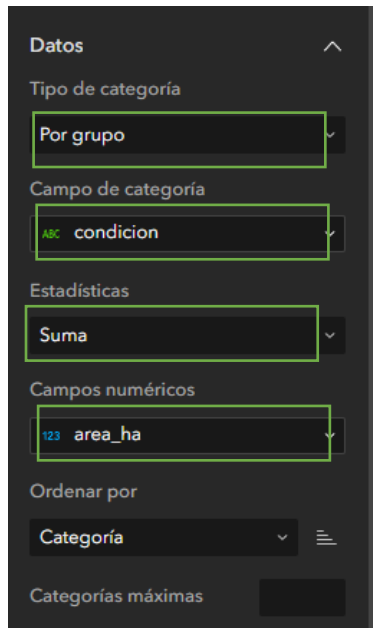 Datos
Tipo de categoría
Por grupo
Campo de categoría
ABC condicion
Estadísticas
Suma
Campos numéricos
123 area_ha
Ordenar por
Categoría
Categorías máximas